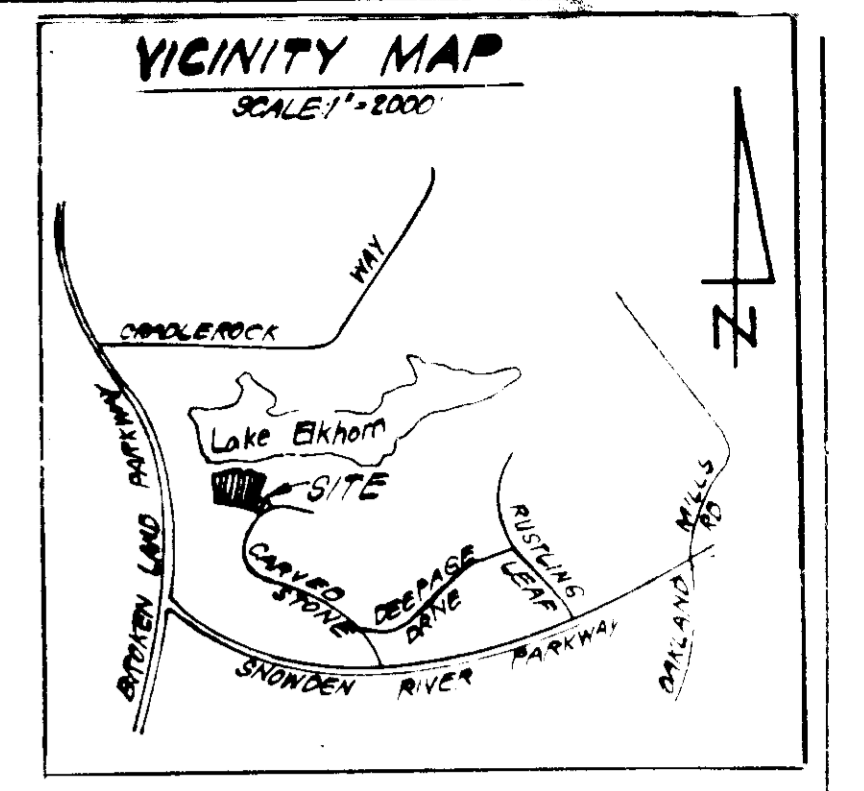 VICINITY MAP
SCALE:1"=2000'
WAY
CRADLEROCK
N
BROKEN LAND PARKWAY
Lake Elkhorn
SITE
MILLS
RD
RUSTLING
LEAF
CARVED
STONE
DEEPAGE
DRIVE
SNOWDEN RIVER PARKWAY
OAKLAND